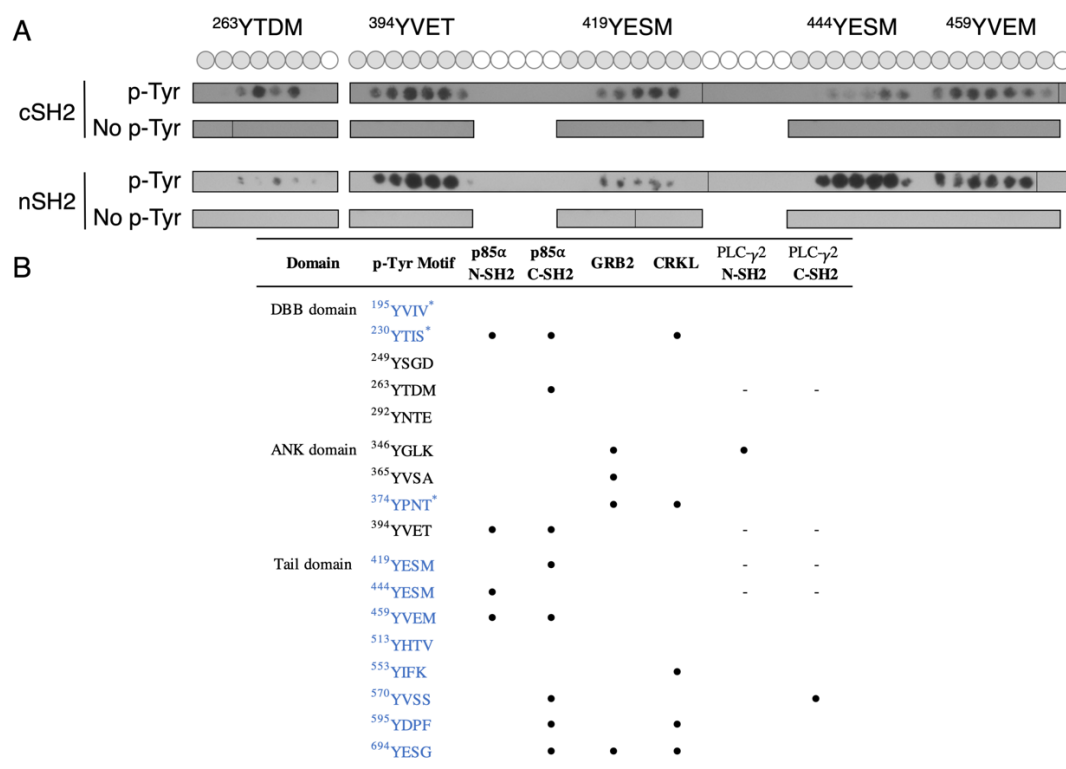 A
²⁶³YTDM ³⁹⁴YVET ⁴¹⁹YESM ⁴⁴⁴YESM ⁴⁵⁹YVEM
cSH2
p-Tyr
No p-Tyr
nSH2
p-Tyr
No p-Tyr
B
Domain p-Tyr Motif p85α N-SH2 p85α C-SH2 GRB2 CRKL PLC-γ2 N-SH2 PLC-γ2 C-SH2
DBB domain ¹⁹⁵YVIV*
²³⁰YTIS* • • •
²⁴⁹YSGD
²⁶³YTDM • - -
²⁹²YNTE
ANK domain ³⁴⁶YGLK • •
³⁶⁵YVSA •
³⁷⁴YPNT* • •
³⁹⁴YVET • • - -
Tail domain ⁴¹⁹YESM • - -
⁴⁴⁴YESM • - -
⁴⁵⁹YVEM • •
⁵¹³YHTV
⁵⁵³YIFK •
⁵⁷⁰YVSS • •
⁵⁹⁵YDPF • •
⁶⁹⁴YESG • • •